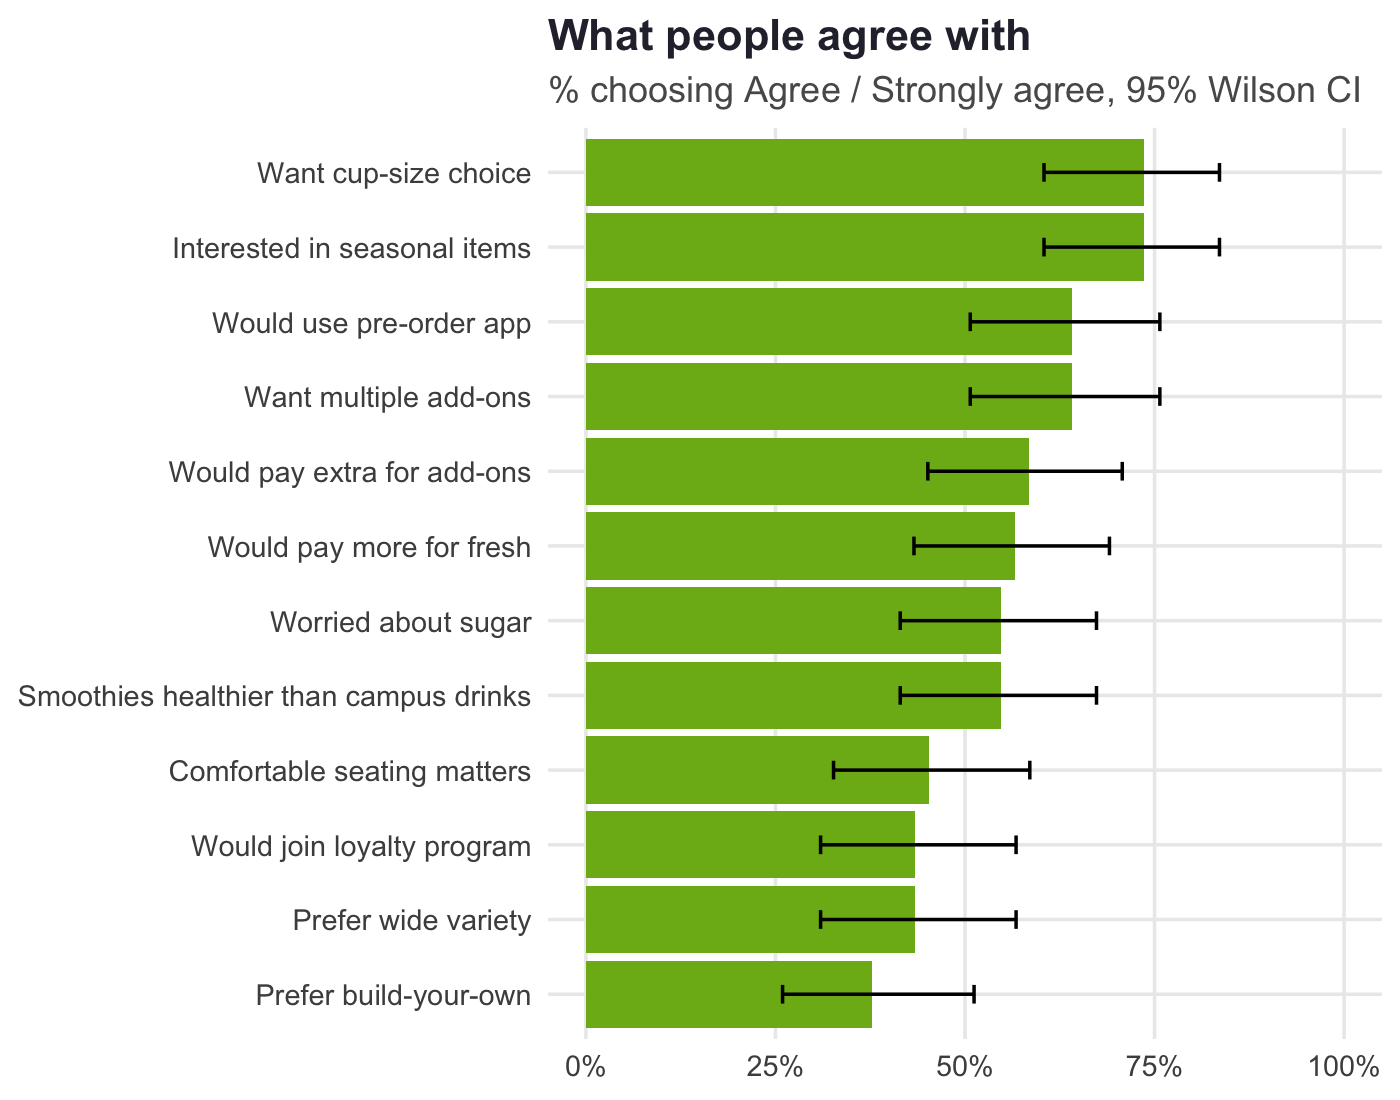 What people agree with
% choosing Agree / Strongly agree, 95% Wilson CI
Want cup-size choice
Interested in seasonal items
Would use pre-order app
Want multiple add-ons
Would pay extra for add-ons
Would pay more for fresh
Worried about sugar
Smoothies healthier than campus drinks
Comfortable seating matters
Would join loyalty program
Prefer wide variety
Prefer build-your-own
0% 25% 50% 75% 100%